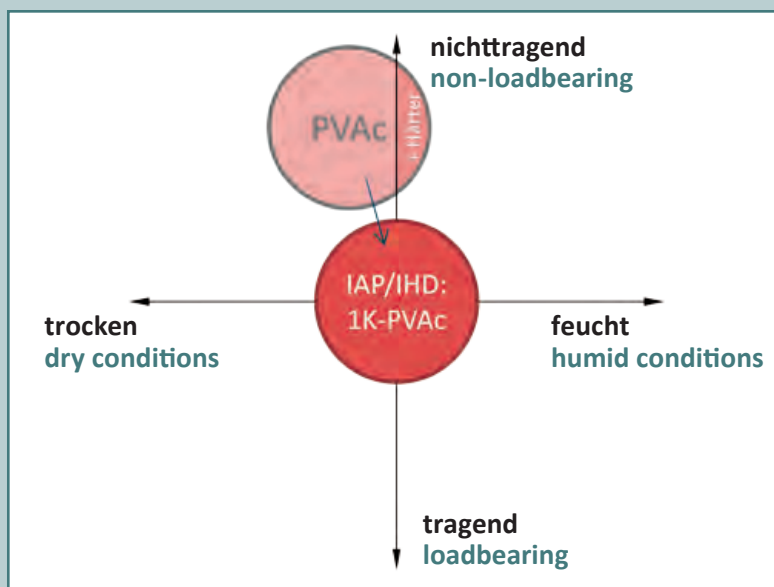 nichttragend
non-loadbearing
PVAc
+ Härter
IAP/IHD:
1K-PVAc
trocken
dry conditions
feucht
humid conditions
tragend
loadbearing